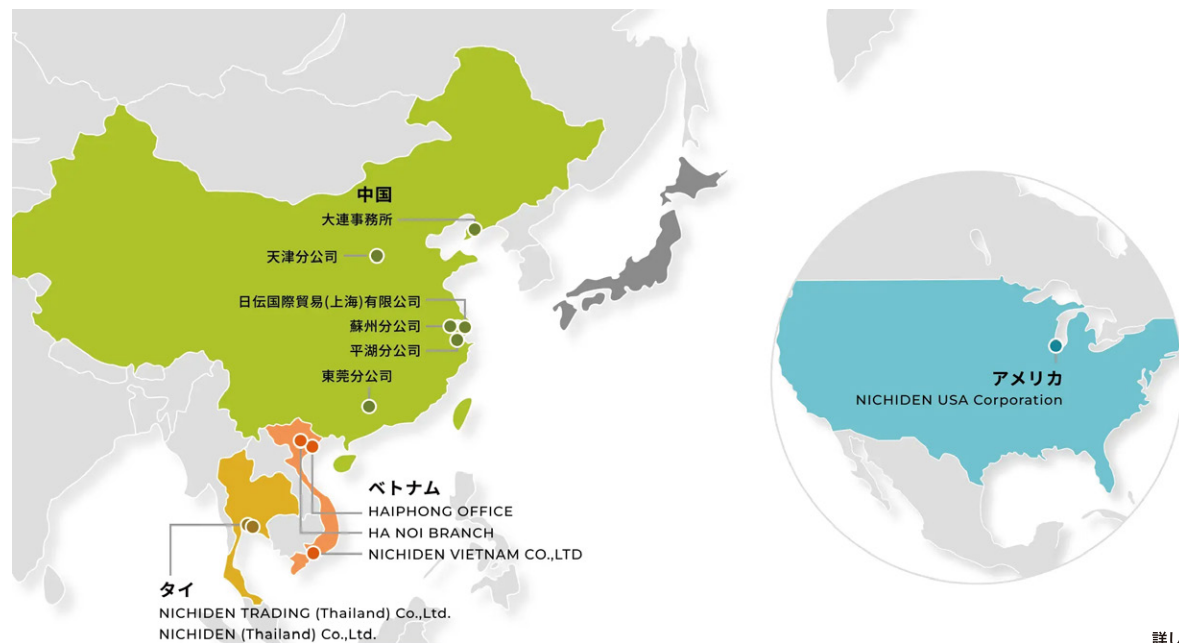 中国
大連事務所
天津分公司
日伝国際貿易(上海)有限公司
蘇州分公司
平湖分公司
東莞分公司
ベトナム
HAIPHONG OFFICE
HA NOI BRANCH
NICHIDEN VIETNAM CO.,LTD
タイ
NICHIDEN TRADING (Thailand) Co.,Ltd.
NICHIDEN (Thailand) Co.,Ltd.
アメリカ
NICHIDEN USA Corporation
詳し